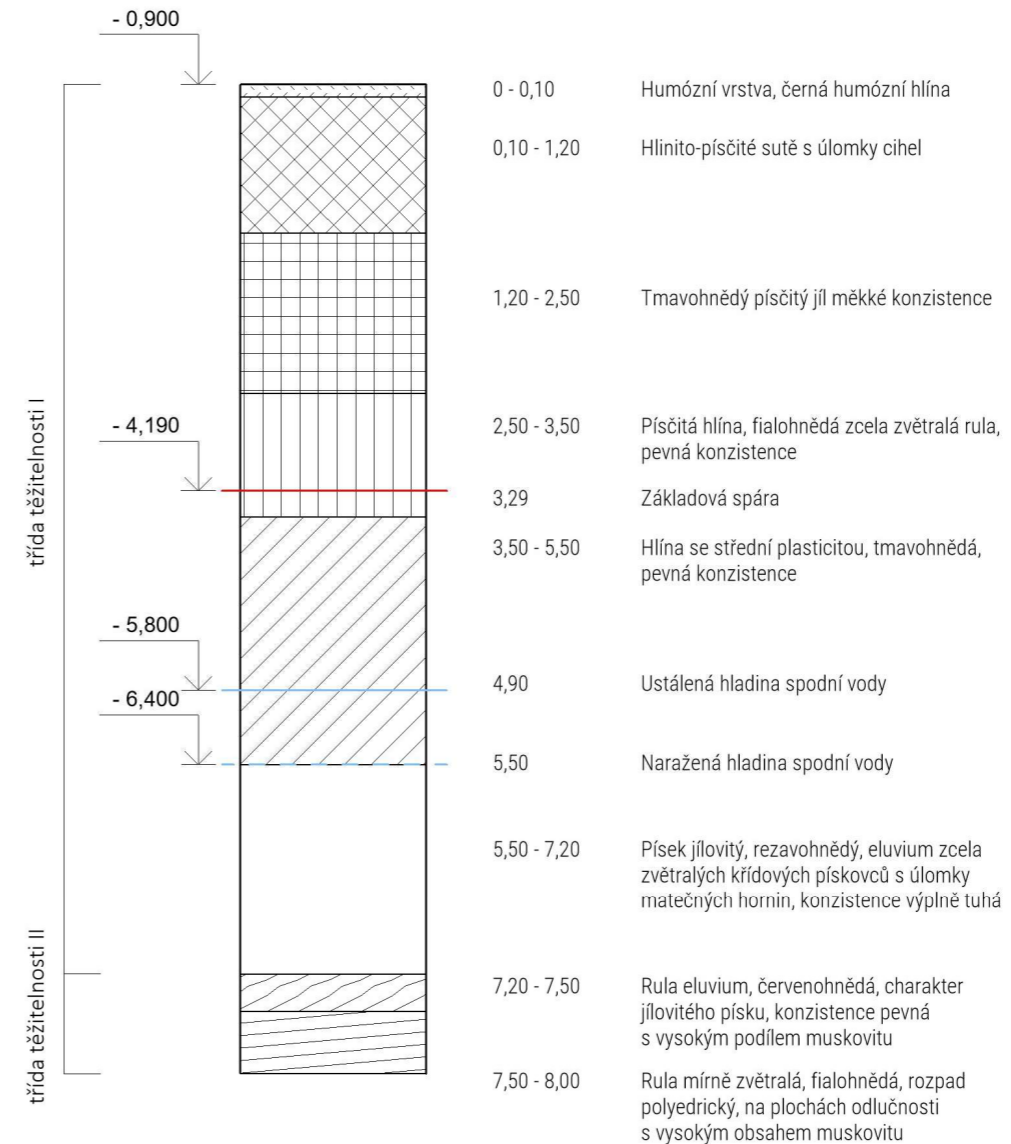 - 0,900
0 - 0,10 Humózní vrstva, černá humózní hlína
0,10 - 1,20 Hlinito-písčité sutě s úlomky cihel
1,20 - 2,50 Tmavohnědý písčitý jíl měkké konzistence
třída těžitelnosti I
- 4,190
2,50 - 3,50 Písčitá hlína, fialohnědá zcela zvětralá rula,
pevná konzistence
3,29 Základová spára
3,50 - 5,50 Hlína se střední plasticitou, tmavohnědá,
pevná konzistence
- 5,800
4,90 Ustálená hladina spodní vody
- 6,400
5,50 Naražená hladina spodní vody
5,50 - 7,20 Písek jílovitý, rezavohnědý, eluvium zcela
zvětralých křídových pískovců s úlomky
matečných hornin, konzistence výplně tuhá
třída těžitelnosti II
7,20 - 7,50 Rula eluvium, červenohnědá, charakter
jílovitého písku, konzistence pevná
s vysokým podílem muskovitu
7,50 - 8,00 Rula mírně zvětralá, fialohnědá, rozpad
polyedrický, na plochách odlučnosti
s vysokým obsahem muskovitu